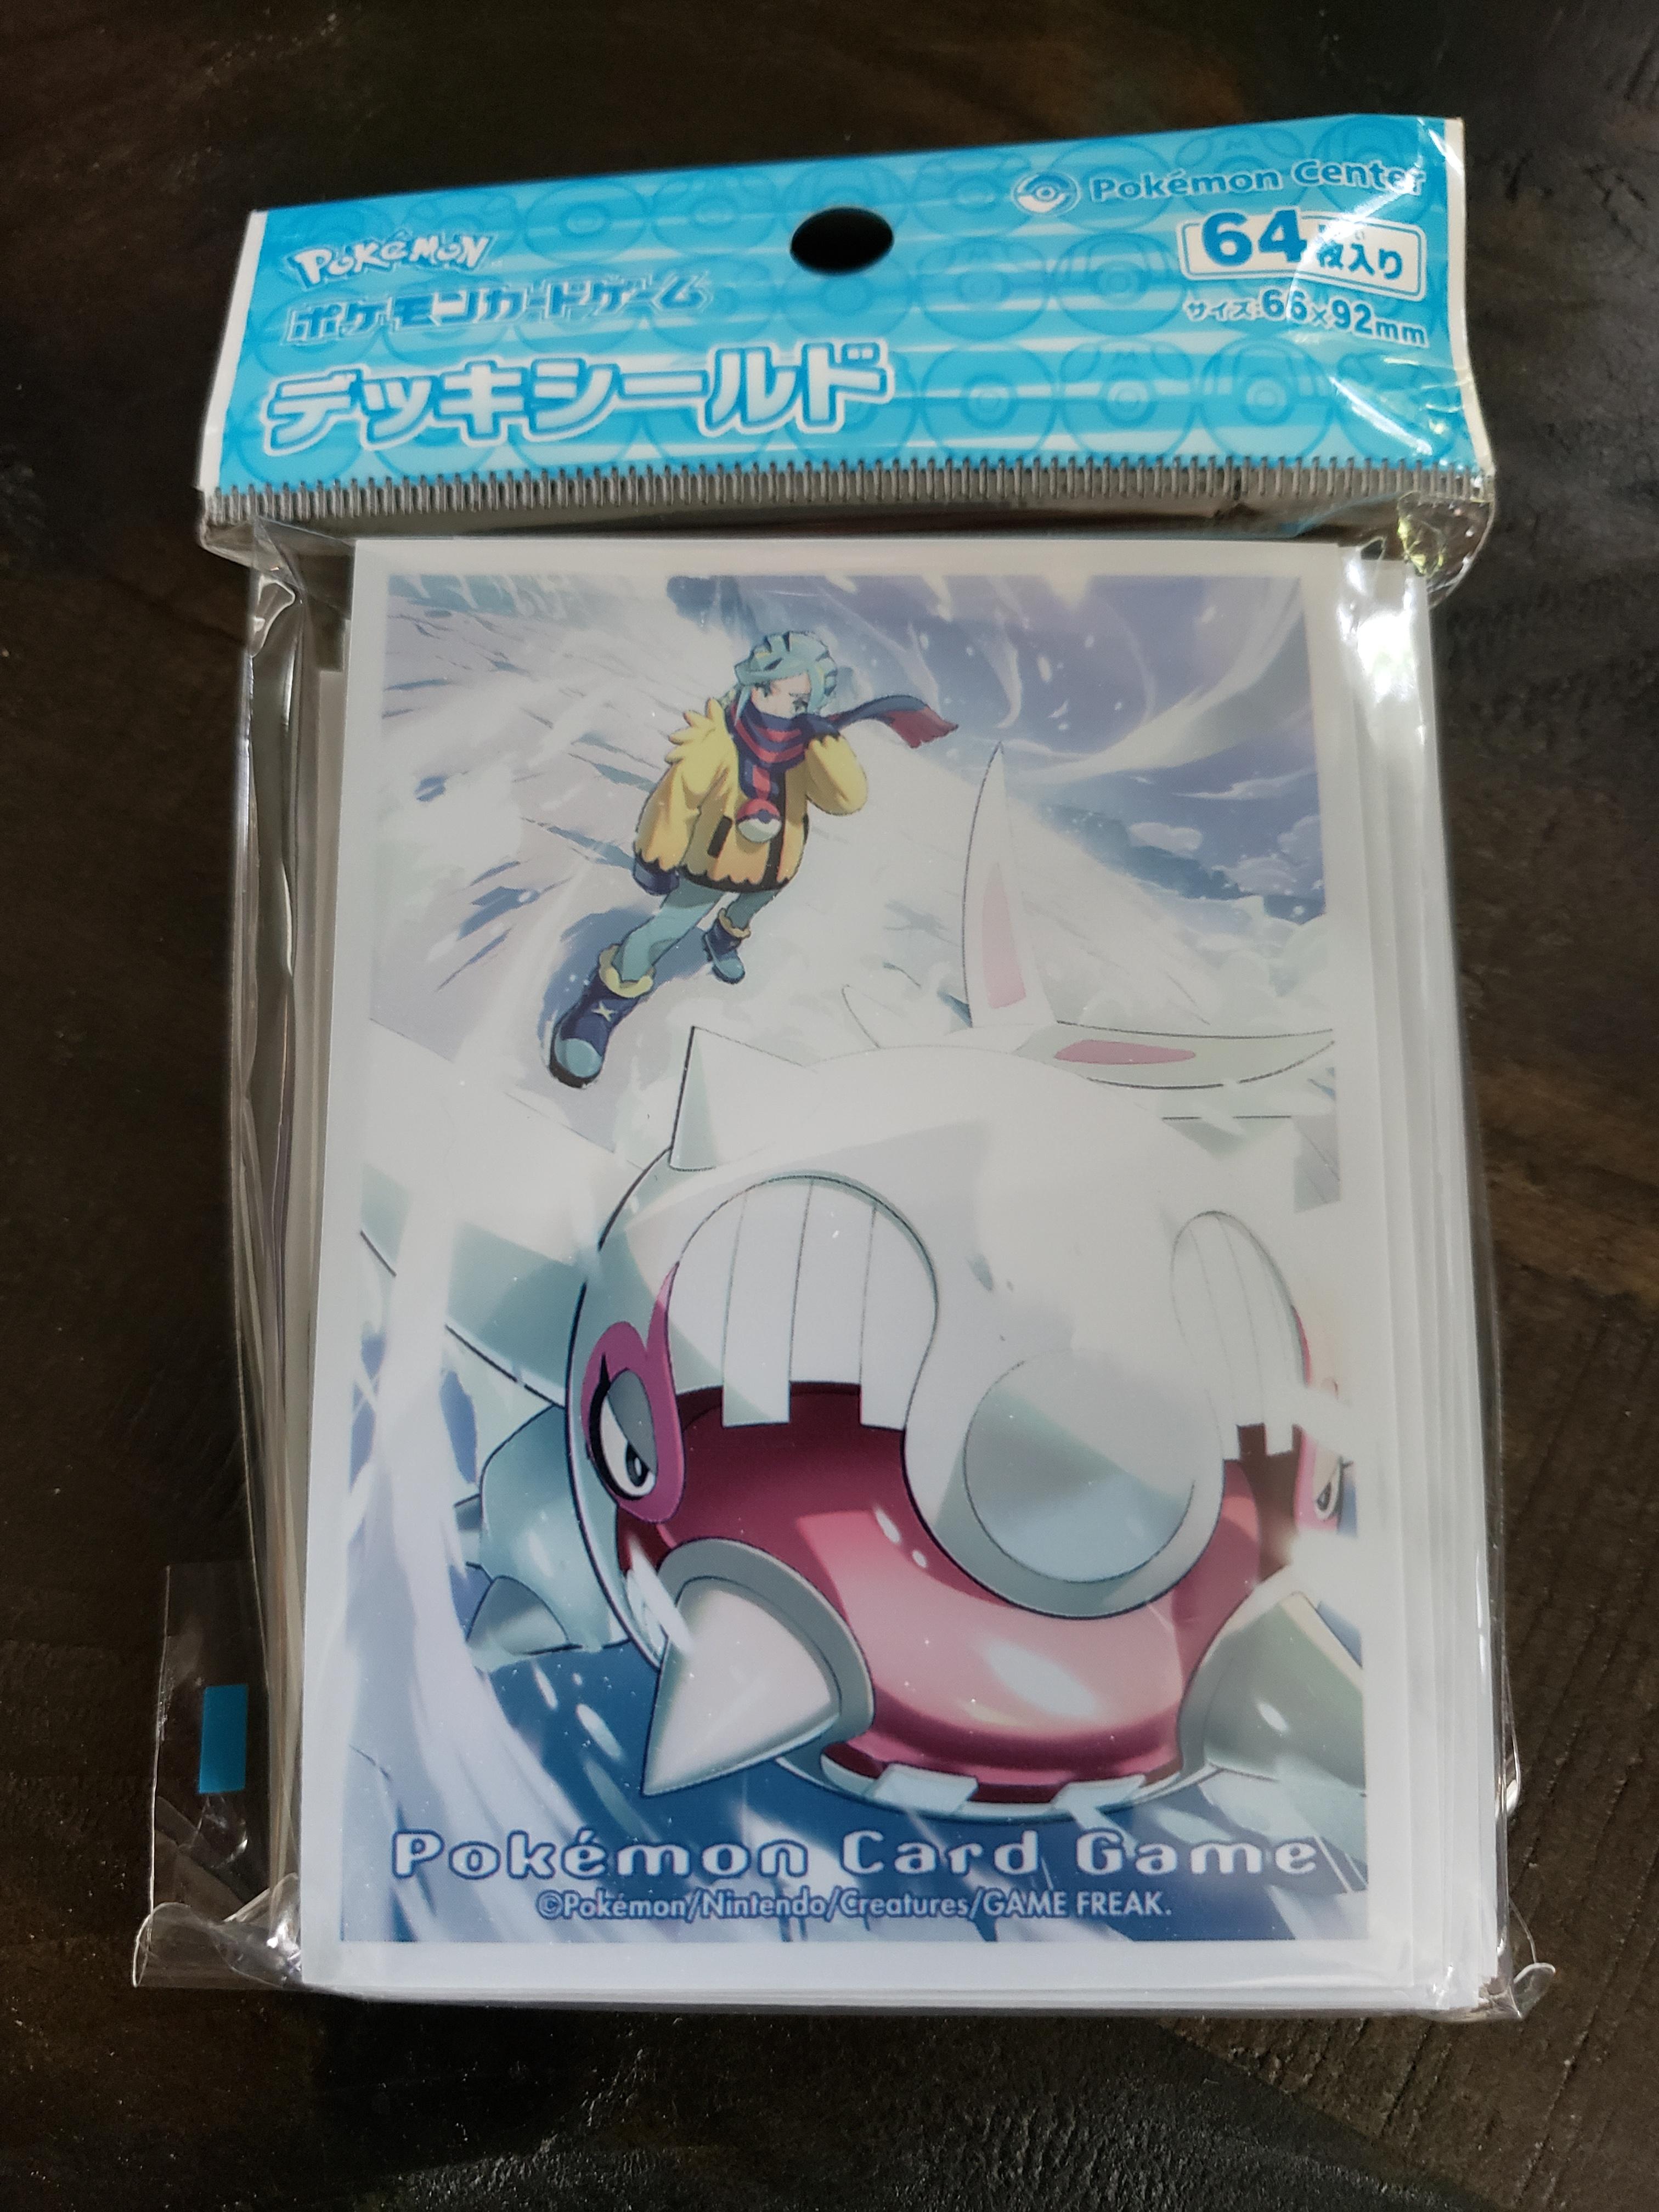 Pokémon Center
POKéMON
64枚入り
ポケモンカードゲーム
サイズ:66×92mm
デッキシールド
Pokémon Card Game
©Pokémon/Nintendo/Creatures/GAME FREAK.